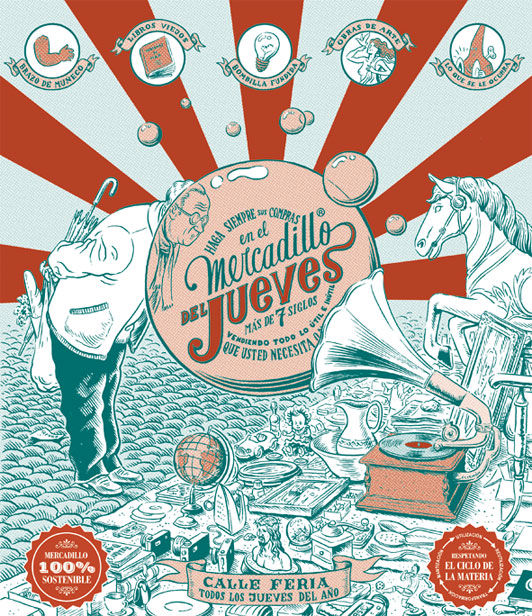 BRAZO DE MUÑECO
LIBROS VIEJOS
BOMBILLA FUNDIDA
OBRAS DE ARTE
LO QUE SE LE OCURRA
HAGA SIEMPRE sus COMPRAS
en el
Mercadillo®
DEL JUEVES
MÁS DE 7 SIGLOS
VENDIENDO TODO LO ÚTIL E INÚTIL
QUE USTED NECESITA
MERCADILLO
100%
SOSTENIBLE
CALLE FERIA
TODOS LOS JUEVES DEL AÑO
UTILIZACIÓN
RESPETANDO
EL CICLO DE
LA MATERIA
TRANSFORMACIÓN